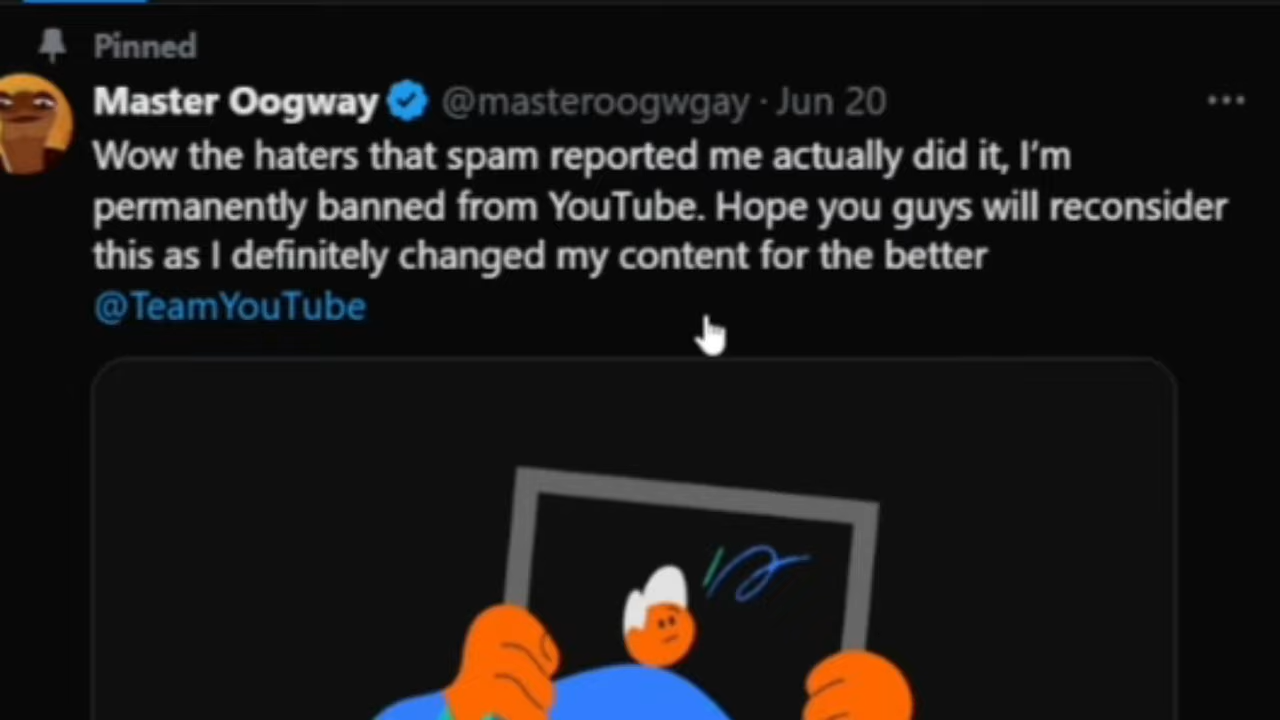 Pinned
Master Oogway @masteroogwgay · Jun 20
Wow the haters that spam reported me actually did it, I’m
permanently banned from YouTube. Hope you guys will reconsider
this as I definitely changed my content for the better
@TeamYouTube